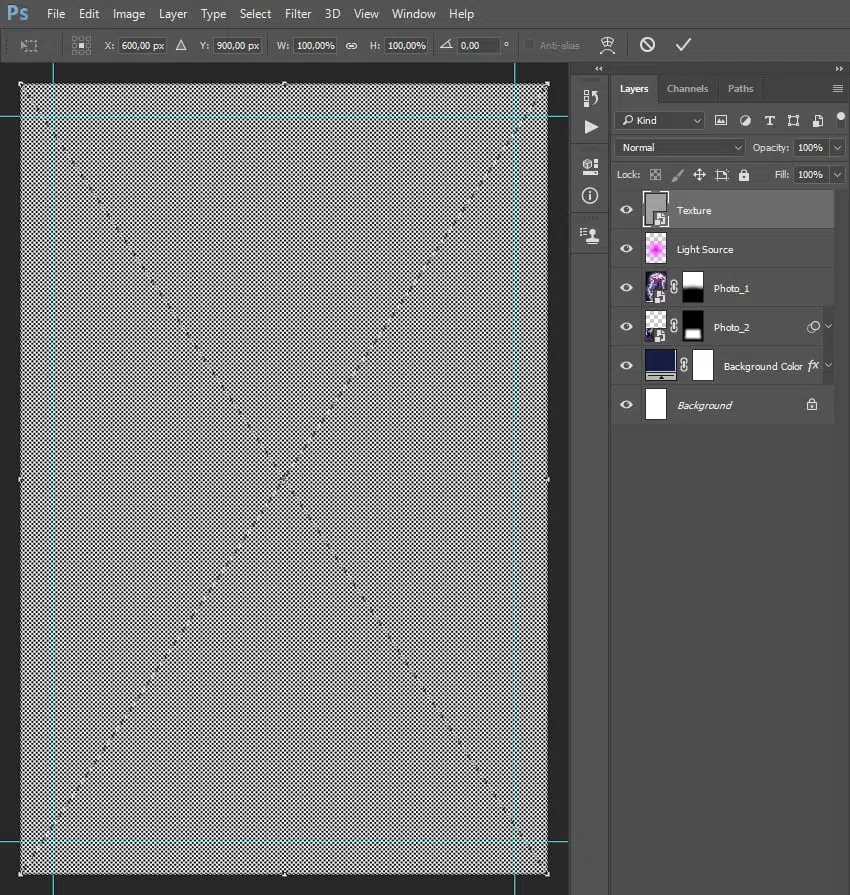 Ps File Edit Image Layer Type Select Filter 3D View Window Help
X: 600,00 px Y: 900,00 px W: 100,00% H: 100,00% 0,00 ° Anti-alias
Layers Channels Paths
Kind
Normal Opacity: 100%
Lock: Fill: 100%
Texture
Light Source
Photo_1
Photo_2
Background Color fx
Background